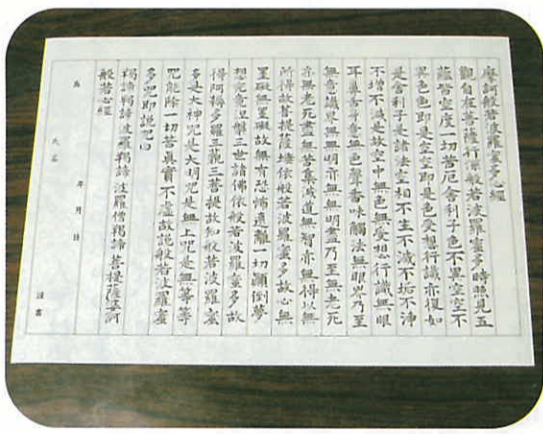 摩訶般若波羅蜜多心經
觀自在菩薩行深般若波羅蜜多時照見五
蘊皆空度一切苦厄舍利子色不異空空不
異色色即是空空即是色受想行識亦復如
是舍利子是諸法空相不生不滅不垢不淨
不增不減是故空中無色無受想行識無眼
耳鼻舌身意無色聲香味觸法無眼界乃至
無意識界無無明亦無無明盡乃至無老死
亦無老死盡無苦集滅道無智亦無得以無
所得故菩提薩埵依般若波羅蜜多故心無
罣礙無罣礙故無有恐怖遠離一切顛倒夢
想究竟涅槃三世諸佛依般若波羅蜜多故
得阿耨多羅三藐三菩提故知般若波羅蜜
多是大神咒是大明咒是無上咒是無等等
咒能除一切苦真實不虛故說般若波羅蜜
多咒即說咒曰
羯諦羯諦波羅羯諦波羅僧羯諦菩提薩婆訶
般若心經
為
年月日
氏名